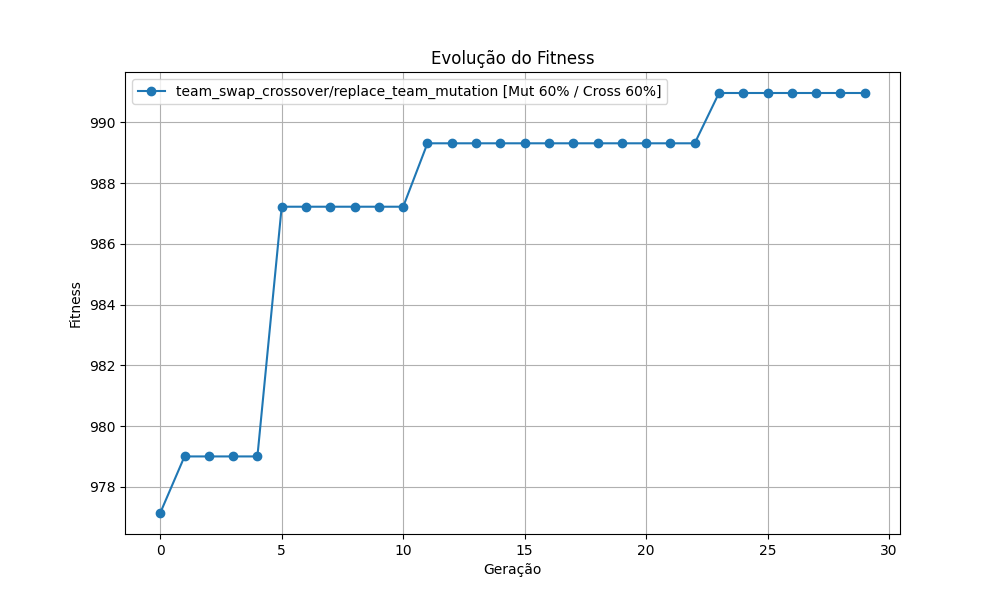 Evolução do Fitness
team_swap_crossover/replace_team_mutation [Mut 60% / Cross 60%]
990
988
986
984
982
980
978
Fitness
0 5 10 15 20 25 30
Geração